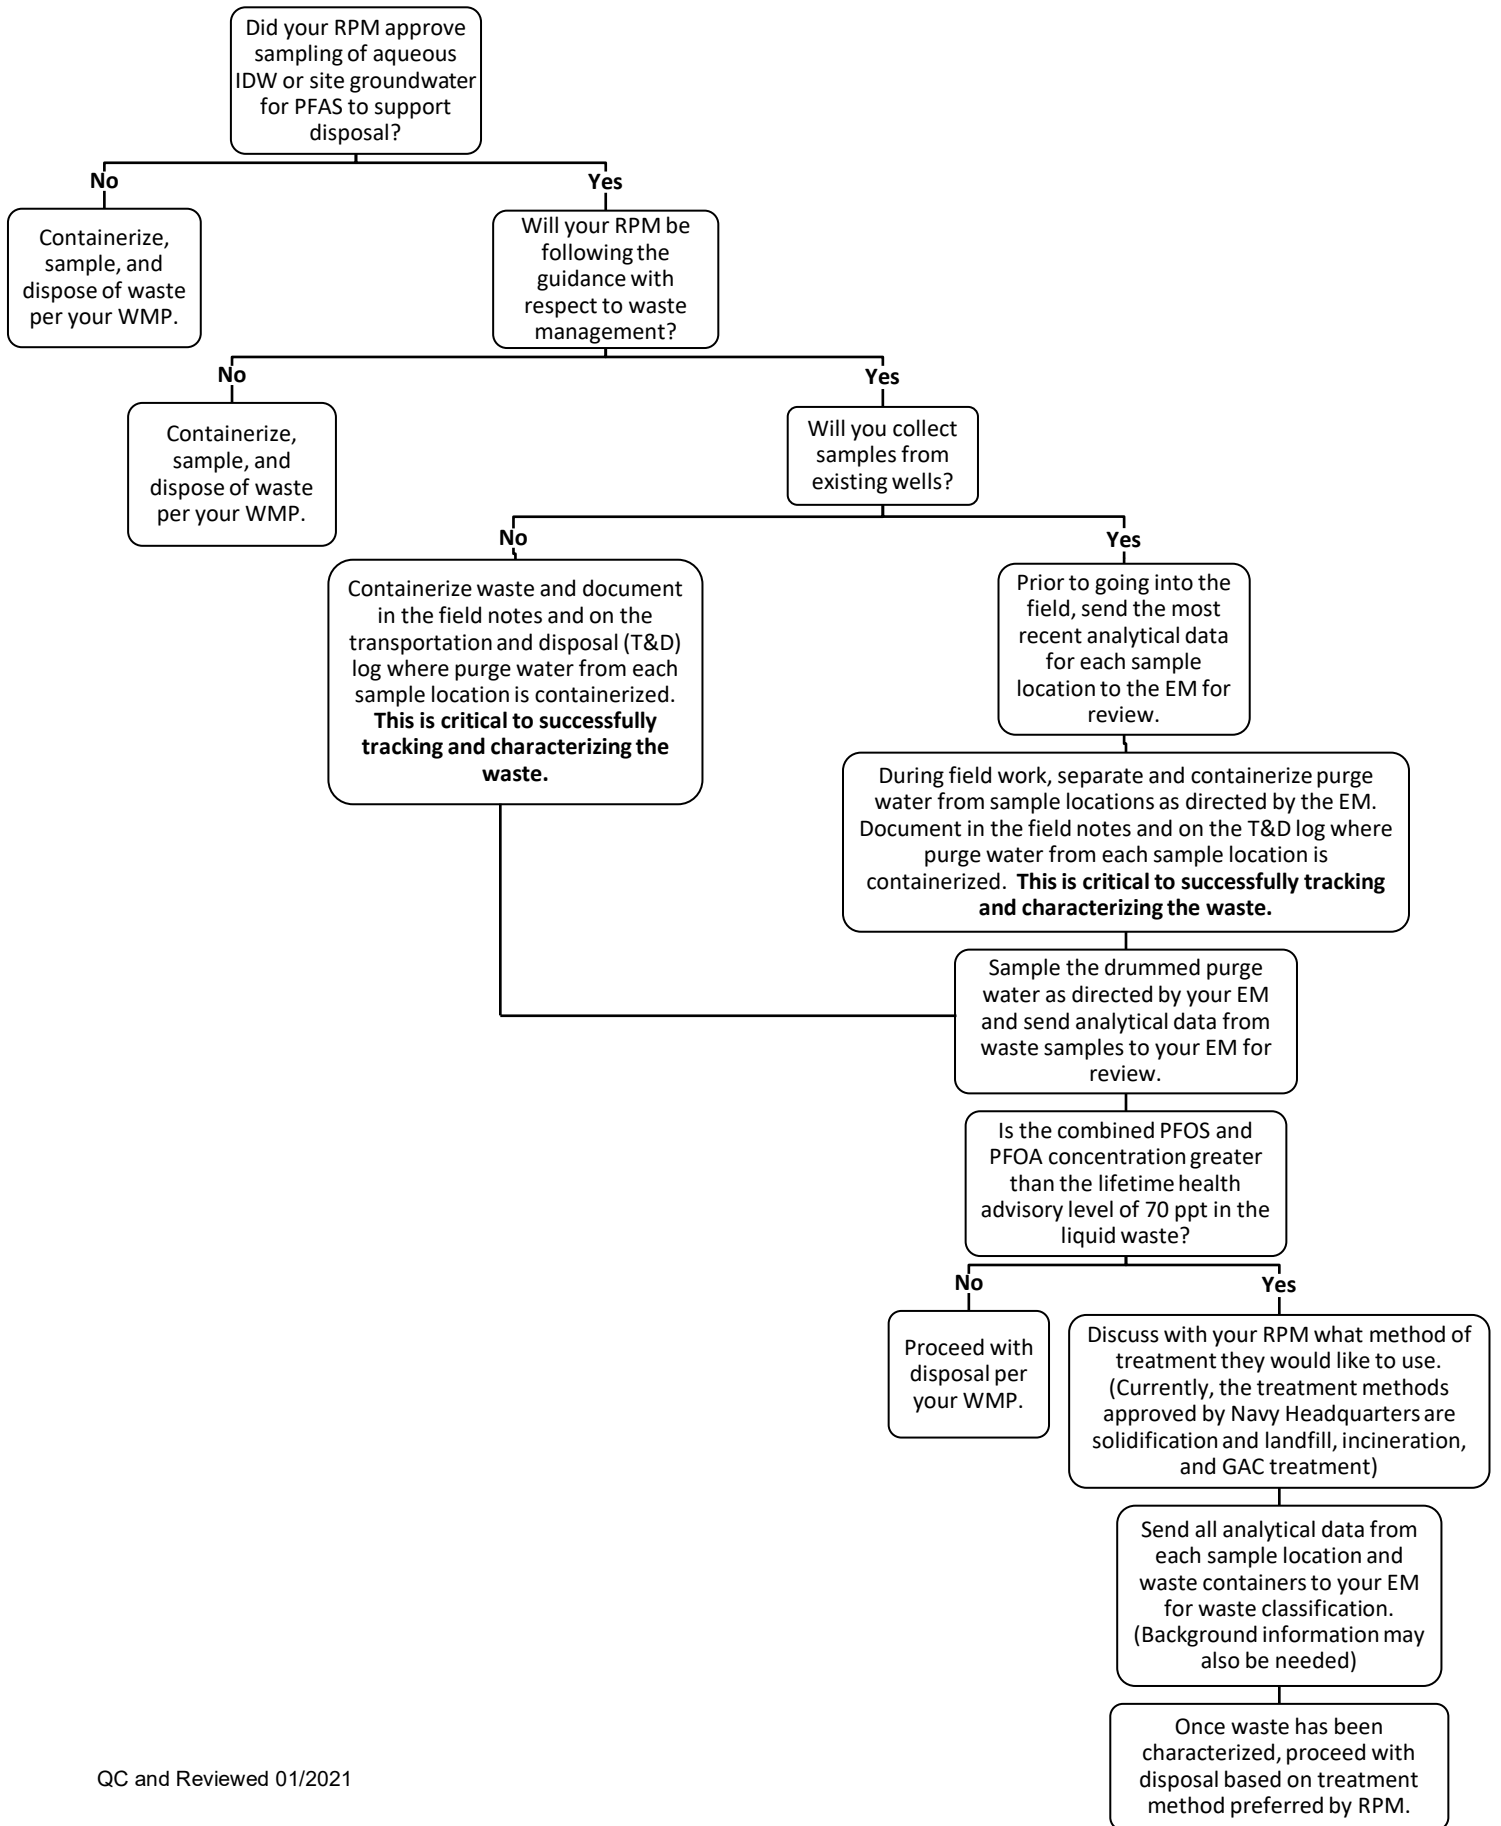 Did your RPM approve
sampling of aqueous
IDW or site groundwater
for PFAS to support
disposal?
No
Yes
Containerize,
sample, and
dispose of waste
per your WMP.
Will your RPM be
following the
guidance with
respect to waste
management?
No
Yes
Containerize,
sample, and
dispose of waste
per your WMP.
Will you collect
samples from
existing wells?
No
Yes
Containerize waste and document
in the field notes and on the
transportation and disposal (T&D)
log where purge water from each
sample location is containerized.
This is critical to successfully
tracking and characterizing the
waste.
Prior to going into the
field, send the most
recent analytical data
for each sample
location to the EM for
review.
During field work, separate and containerize purge
water from sample locations as directed by the EM.
Document in the field notes and on the T&D log where
purge water from each sample location is
containerized. This is critical to successfully tracking
and characterizing the waste.
Sample the drummed purge
water as directed by your EM
and send analytical data from
waste samples to your EM for
review.
Is the combined PFOS and
PFOA concentration greater
than the lifetime health
advisory level of 70 ppt in the
liquid waste?
No
Yes
Proceed with
disposal per
your WMP.
Discuss with your RPM what method of
treatment they would like to use.
(Currently, the treatment methods
approved by Navy Headquarters are
solidification and landfill, incineration,
and GAC treatment)
Send all analytical data from
each sample location and
waste containers to your EM
for waste classification.
(Background information may
also be needed)
Once waste has been
characterized, proceed with
disposal based on treatment
method preferred by RPM.
QC and Reviewed 01/2021